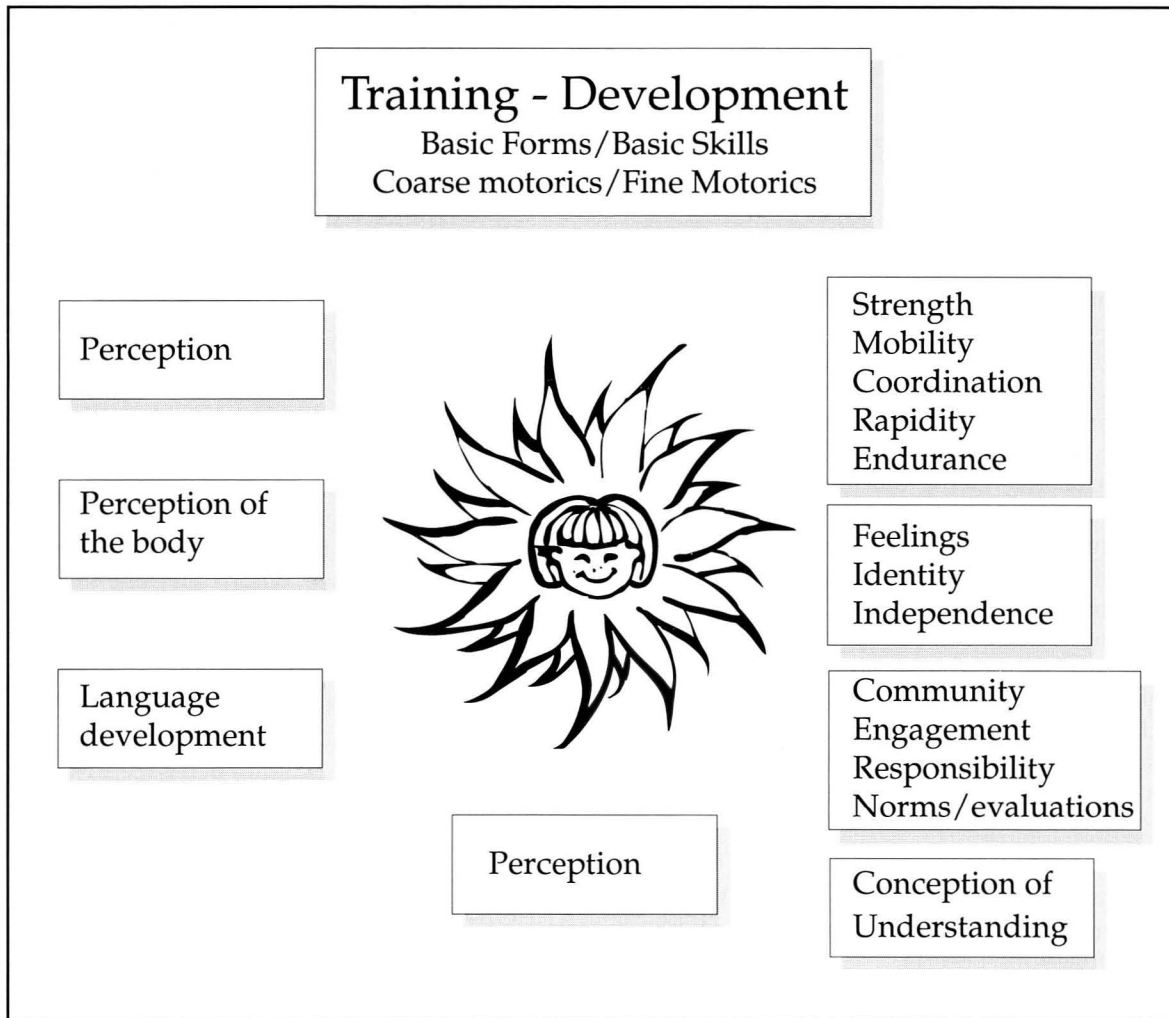 Training - Development
Basic Forms/Basic Skills
Coarse motorics/Fine Motorics
Perception
Perception of
the body
Language
development
Perception
Strength
Mobility
Coordination
Rapidity
Endurance
Feelings
Identity
Independence
Community
Engagement
Responsibility
Norms/evaluations
Conception of
Understanding